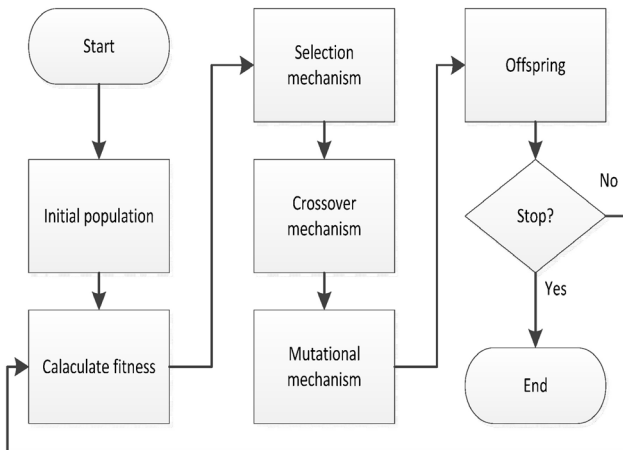 Start
Initial population
Calaculate fitness
Selection
mechanism
Crossover
mechanism
Mutational
mechanism
Offspring
Stop?
No
Yes
End